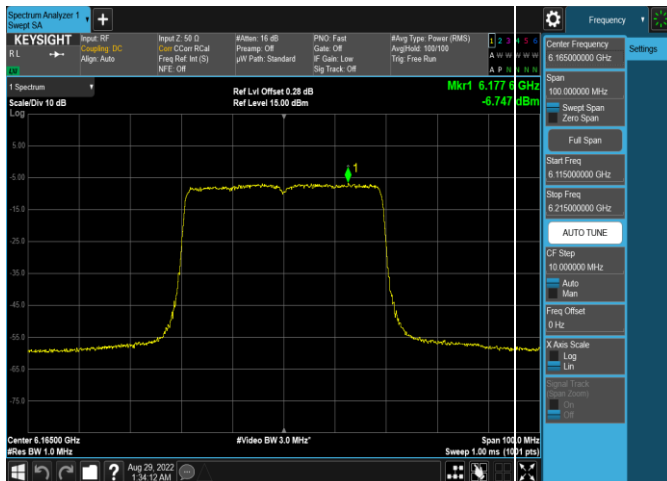 Spectrum Analyzer 1
Swept SA
Frequency
KEYSIGHT
R L
LU
Input: RF
Coupling: DC
Align: Auto
Input Z: 50 Ω
Corr CCorr RCal
Freq Ref: Int (S)
NFE: Off
#Atten: 16 dB
Preamp: Off
µW Path: Standard
PNO: Fast
Gate: Off
IF Gain: Low
Sig Track: Off
#Avg Type: Power (RMS)
Avg|Hold: 100/100
Trig: Free Run
1 2 3 4 5 6
A W W W W W
A P N N N N
1 Spectrum
Scale/Div 10 dB
Log
Ref Lvl Offset 0.28 dB
Ref Level 15.00 dBm
Mkr1 6.177 6 GHz
-6.747 dBm
1
5.00
-5.00
-15.0
-25.0
-35.0
-45.0
-55.0
-65.0
-75.0
Center 6.16500 GHz
#Res BW 1.0 MHz
#Video BW 3.0 MHz*
Span 100.0 MHz
Sweep 1.00 ms (1001 pts)
Aug 29, 2022
1:34:12 AM
?
Center Frequency
6.165000000 GHz
Span
100.000000 MHz
Swept Span
Zero Span
Full Span
Start Freq
6.115000000 GHz
Stop Freq
6.215000000 GHz
AUTO TUNE
CF Step
10.000000 MHz
Auto
Man
Freq Offset
0 Hz
X Axis Scale
Log
Lin
Signal Track
(Span Zoom)
On
Off
Settings